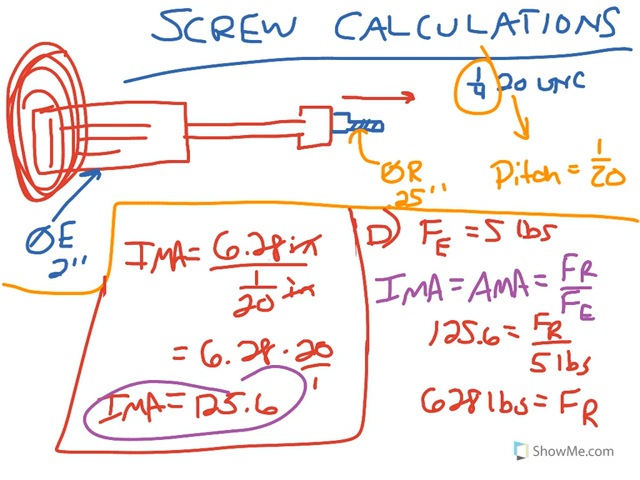 SCREW CALCULATIONS
1/4 20 UNC
Pitch = 1/20
ØR
.25"
ØE
2"
IMA = 6.28 in / 1/20 in
= 6.28 · 20/1
IMA = 125.6
D) FE = 5 lbs
IMA = AMA = FR/FE
125.6 = FR/5 lbs
628 lbs = FR
ShowMe.com